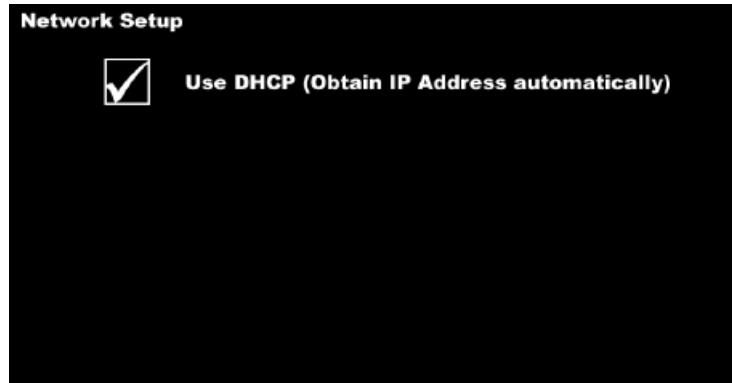 Network Setup
Use DHCP (Obtain IP Address automatically)